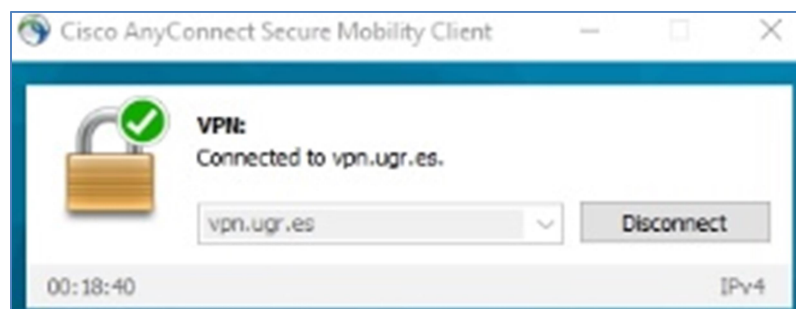 Cisco AnyConnect Secure Mobility Client
VPN:
Connected to vpn.ugr.es.
vpn.ugr.es
Disconnect
00:18:40
IPv4